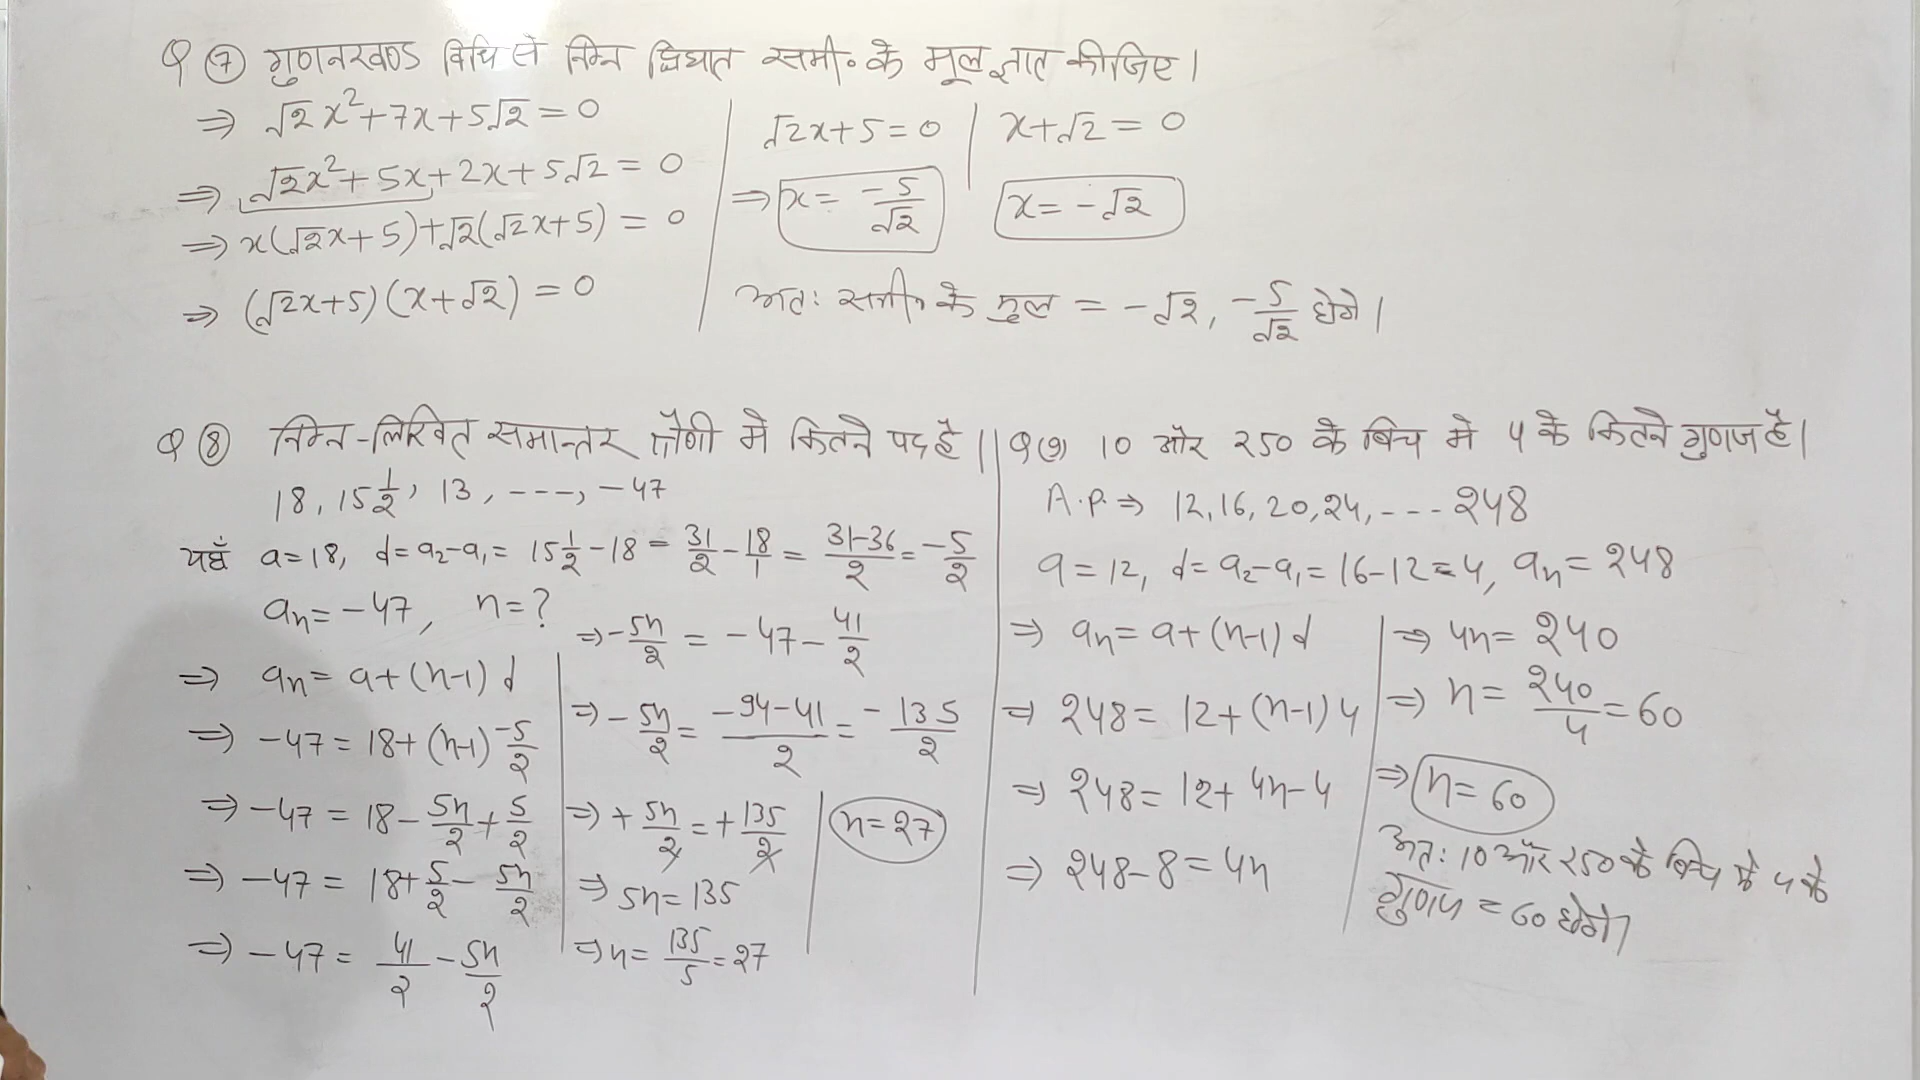 Q ⑦ गुणनखण्ड विधि से निम्न द्विघात समी॰ के मूल ज्ञात कीजिए।
⇒ √2 x² + 7x + 5√2 = 0
⇒ √2x² + 5x + 2x + 5√2 = 0
⇒ x(√2x + 5) + √2(√2x + 5) = 0
⇒ (√2x+5) (x+√2) = 0
√2x + 5 = 0
⇒ x = -5/√2
x + √2 = 0
x = -√2
अतः समी॰ के मूल = -√2, -5/√2 होगे।
Q ⑧ निम्न-लिखित समान्तर श्रेणी मे कितने पद है।
18, 15 1/2, 13, ---, -47
यहाँ a=18, d=a₂-a₁= 15 1/2 - 18 = 31/2 - 18/1 = 31-36/2 = -5/2
an = -47, n=?
⇒ an = a+(n-1) d
⇒ -47 = 18+ (n-1) -5/2
⇒ -47 = 18 - 5n/2 + 5/2
⇒ -47 = 18+ 5/2 - 5n/2
⇒ -47 = 41/2 - 5n/2
⇒ -5n/2 = -47 - 41/2
⇒ -5n/2 = -94-41/2 = -135/2
⇒ + 5n/2 = + 135/2
⇒ 5n = 135
⇒ n = 135/5 = 27
n = 27
Q (9) 10 और 250 के बिच मे 4 के कितने गुणज है।
A.P. ⇒ 12, 16, 20, 24, --- 248
a = 12, d = a₂-a₁ = 16-12 = 4, an = 248
⇒ an = a+(n-1) d
⇒ 248 = 12+(n-1) 4
⇒ 248 = 12+ 4n-4
⇒ 248-8 = 4n
⇒ 4n = 240
⇒ n = 240/4 = 60
⇒ n = 60
अतः 10 और 250 के बिच मे 4 के
गुणज = 60 होगे।